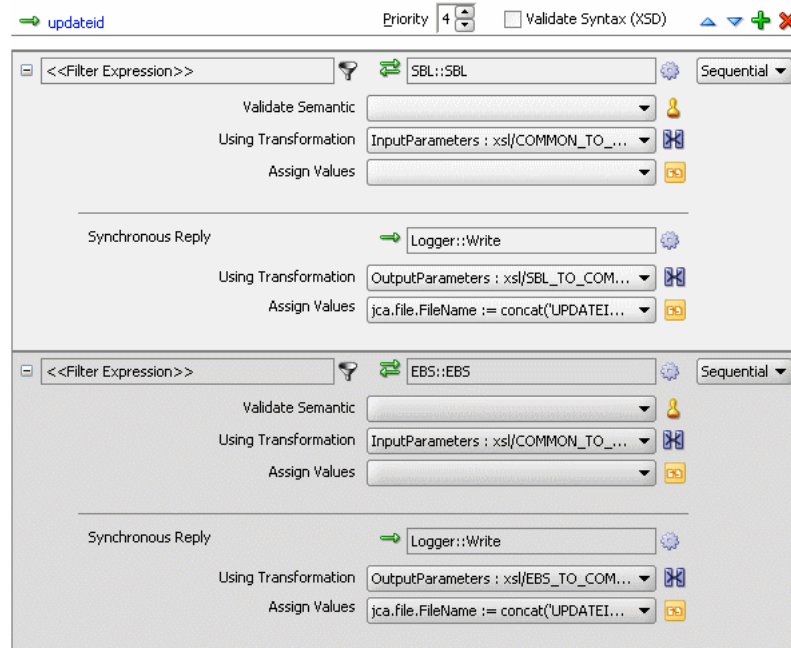 updateid Priority 4 Validate Syntax (XSD)
<<Filter Expression>> SBL::SBL Sequential
Validate Semantic
Using Transformation InputParameters : xsl/COMMON_TO_...
Assign Values
Synchronous Reply Logger::Write
Using Transformation OutputParameters : xsl/SBL_TO_COM...
Assign Values jca.file.FileName := concat('UPDATEI...
<<Filter Expression>> EBS::EBS Sequential
Validate Semantic
Using Transformation InputParameters : xsl/COMMON_TO_...
Assign Values
Synchronous Reply Logger::Write
Using Transformation OutputParameters : xsl/EBS_TO_COM...
Assign Values jca.file.FileName := concat('UPDATEI...